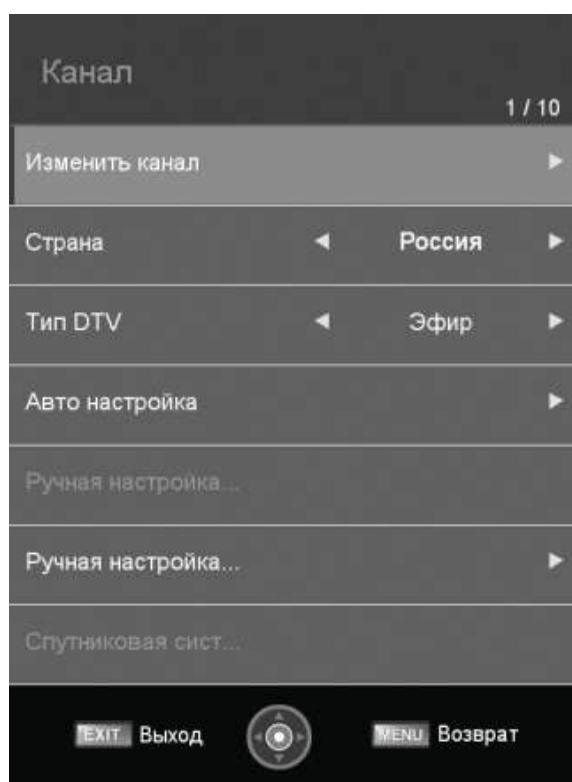 Канал
1 / 10
Изменить канал
Страна Россия
Тип DTV Эфир
Авто настройка
Ручная настройка...
Ручная настройка...
Спутниковая сист...
EXIT Выход MENU Возврат